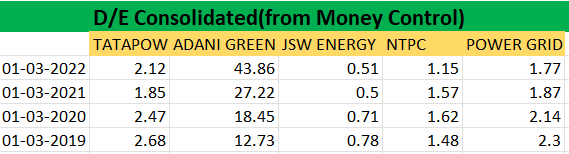 D/E Consolidated(from Money Control)
TATAPOW ADANI GREEN JSW ENERGY NTPC POWER GRID
01-03-2022 2.12 43.86 0.51 1.15 1.77
01-03-2021 1.85 27.22 0.5 1.57 1.87
01-03-2020 2.47 18.45 0.71 1.62 2.14
01-03-2019 2.68 12.73 0.78 1.48 2.3